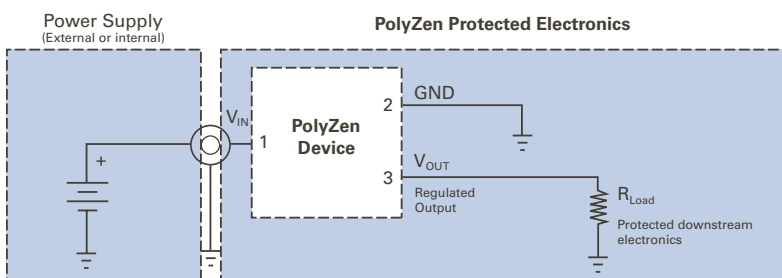 Power Supply
(External or internal)
PolyZen Protected Electronics
V_IN
1
PolyZen
Device
2
GND
3
V_OUT
Regulated
Output
+
R_Load
Protected downstream
electronics